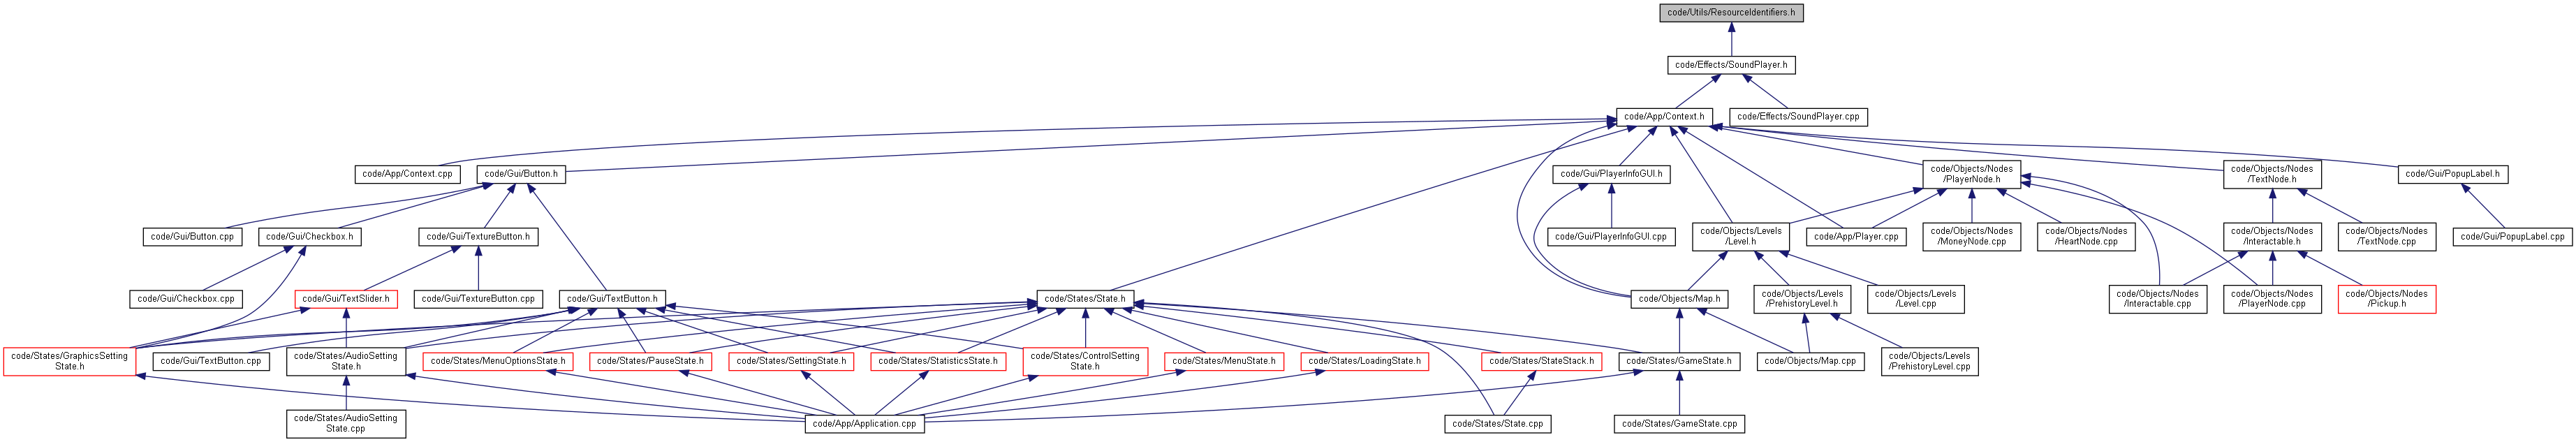 code/Utils/ResourceIdentifiers.h
code/Effects/SoundPlayer.h
code/App/Context.h
code/Effects/SoundPlayer.cpp
code/App/Context.cpp
code/Gui/Button.h
code/Gui/PlayerInfoGUI.h
code/Objects/Nodes
/PlayerNode.h
code/Objects/Nodes
/TextNode.h
code/Gui/PopupLabel.h
code/Gui/Button.cpp
code/Gui/Checkbox.h
code/Gui/TextureButton.h
code/Gui/PlayerInfoGUI.cpp
code/Objects/Levels
/Level.h
code/App/Player.cpp
code/Objects/Nodes
/MoneyNode.cpp
code/Objects/Nodes
/HeartNode.cpp
code/Objects/Nodes
/Interactable.h
code/Objects/Nodes
/TextNode.cpp
code/Gui/PopupLabel.cpp
code/Gui/Checkbox.cpp
code/Gui/TextSlider.h
code/Gui/TextureButton.cpp
code/Gui/TextButton.h
code/States/State.h
code/Objects/Map.h
code/Objects/Levels
/PrehistoryLevel.h
code/Objects/Levels
/Level.cpp
code/Objects/Nodes
/Interactable.cpp
code/Objects/Nodes
/PlayerNode.cpp
code/Objects/Nodes
/Pickup.h
code/States/GraphicsSetting
State.h
code/Gui/TextButton.cpp
code/States/AudioSetting
State.h
code/States/MenuOptionsState.h
code/States/PauseState.h
code/States/SettingState.h
code/States/StatisticsState.h
code/States/ControlSetting
State.h
code/States/MenuState.h
code/States/LoadingState.h
code/States/StateStack.h
code/States/GameState.h
code/Objects/Map.cpp
code/Objects/Levels
/PrehistoryLevel.cpp
code/States/AudioSetting
State.cpp
code/App/Application.cpp
code/States/State.cpp
code/States/GameState.cpp